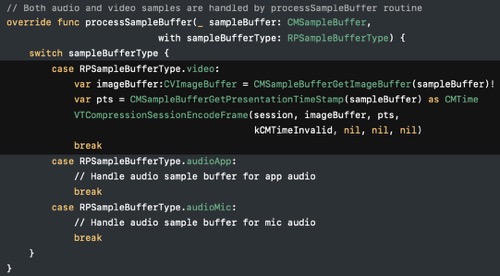 // Both audio and video samples are handled by processSampleBuffer routine
override func processSampleBuffer(_ sampleBuffer: CMSampleBuffer,
with sampleBufferType: RPSampleBufferType) {
switch sampleBufferType {
case RPSampleBufferType.video:
var imageBuffer:CVImageBuffer = CMSampleBufferGetImageBuffer(sampleBuffer)!
var pts = CMSampleBufferGetPresentationTimeStamp(sampleBuffer) as CMTime
VTCompressionSessionEncodeFrame(session, imageBuffer, pts,
kCMTimeInvalid, nil, nil, nil)
break
case RPSampleBufferType.audioApp:
// Handle audio sample buffer for app audio
break
case RPSampleBufferType.audioMic:
// Handle audio sample buffer for mic audio
break
}
}